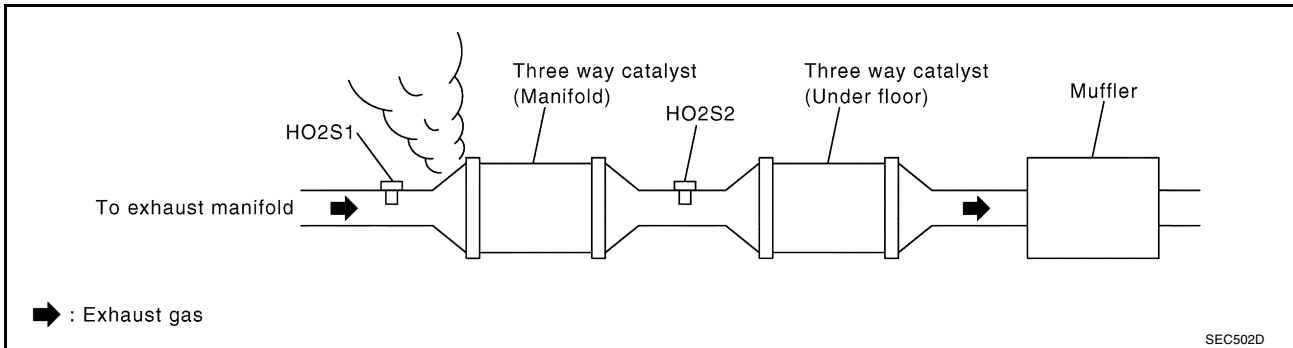 Three way catalyst
(Manifold)
Three way catalyst
(Under floor)
Muffler
HO2S1
HO2S2
To exhaust manifold
: Exhaust gas
SEC502D